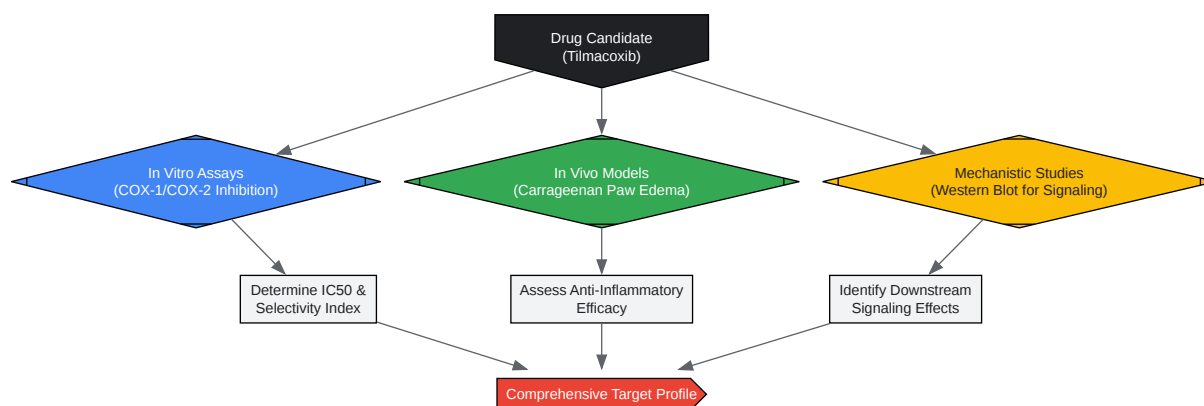 Drug Candidate
(Tilmacoxib)
In Vitro Assays
(COX-1/COX-2 Inhibition)
In Vivo Models
(Carrageenan Paw Edema)
Mechanistic Studies
(Western Blot for Signaling)
Determine IC50 &
Selectivity Index
Assess Anti-Inflammatory
Efficacy
Identify Downstream
Signaling Effects
Comprehensive Target Profile